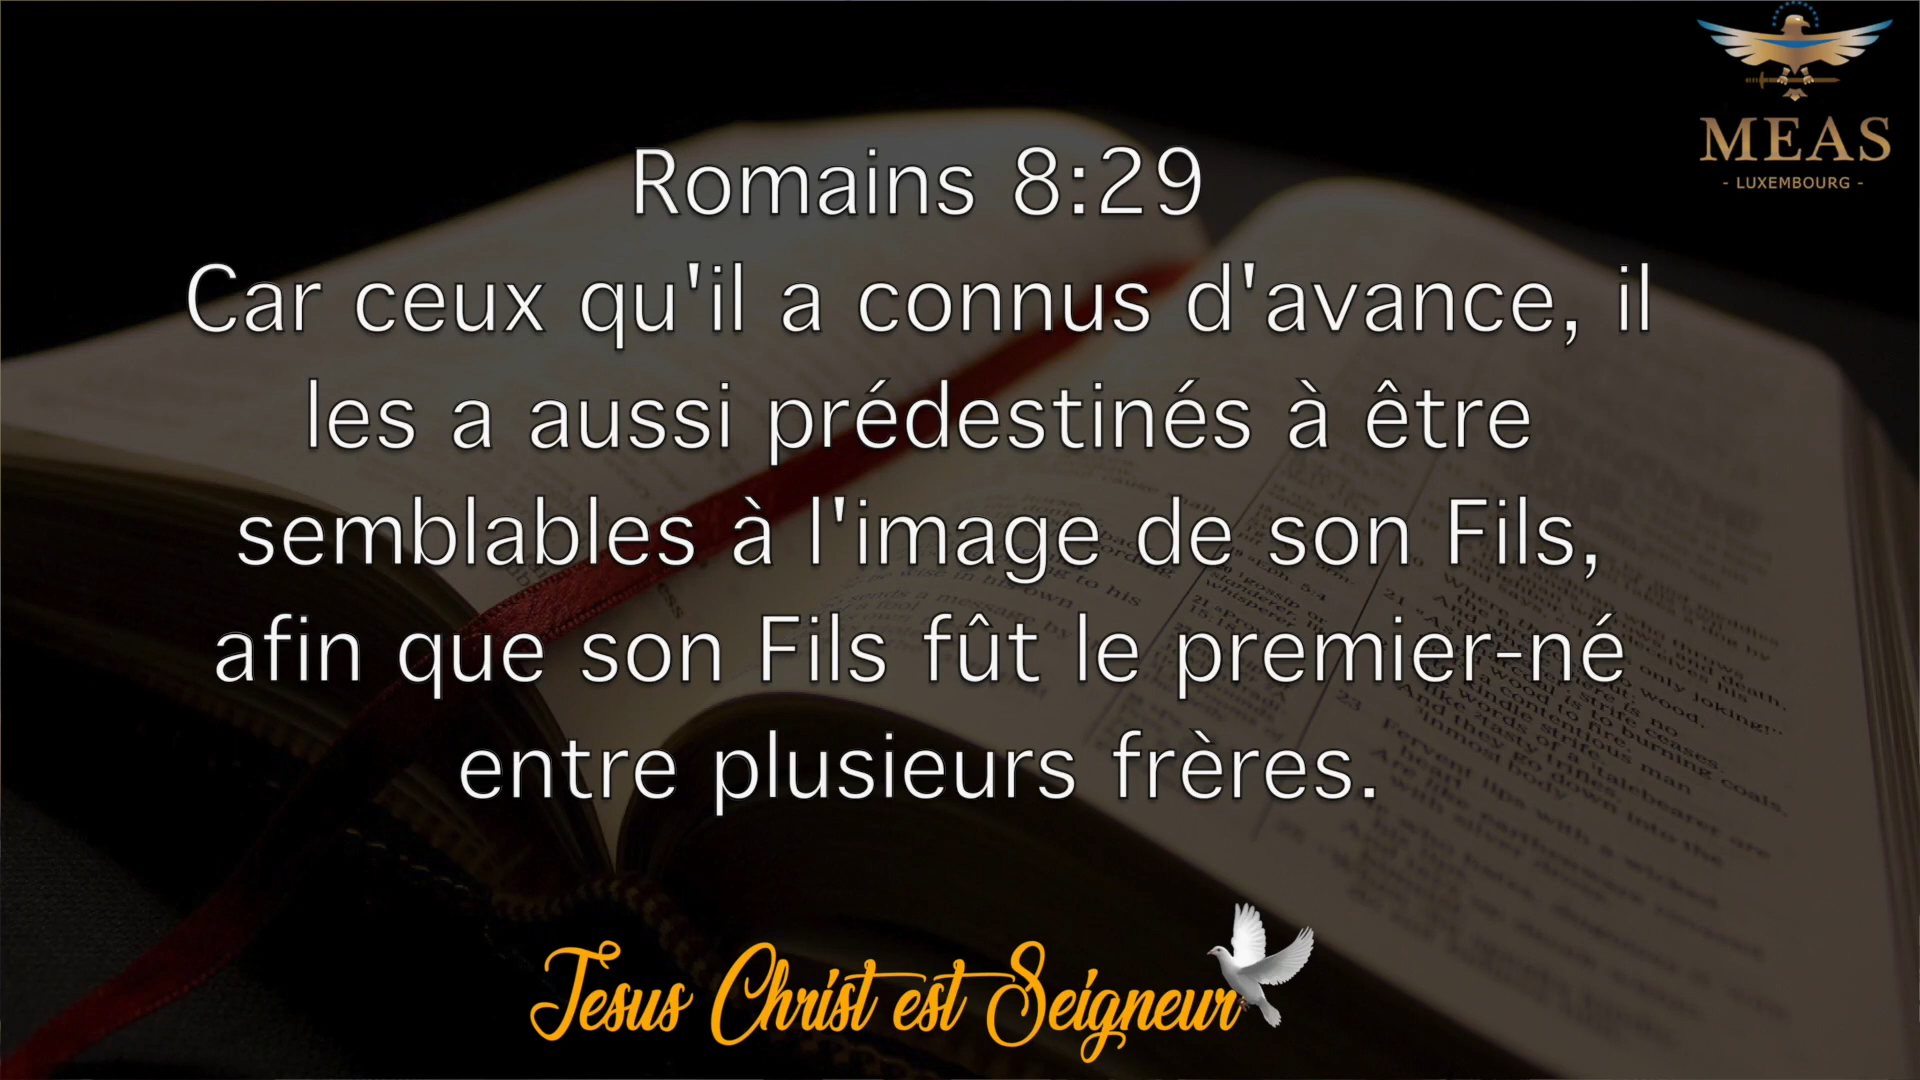 MEAS
- LUXEMBOURG -
Romains 8:29
Car ceux qu'il a connus d'avance, il
les a aussi prédestinés à être
semblables à l'image de son Fils,
afin que son Fils fût le premier-né
entre plusieurs frères.
Jèsus Christ est Seigneur